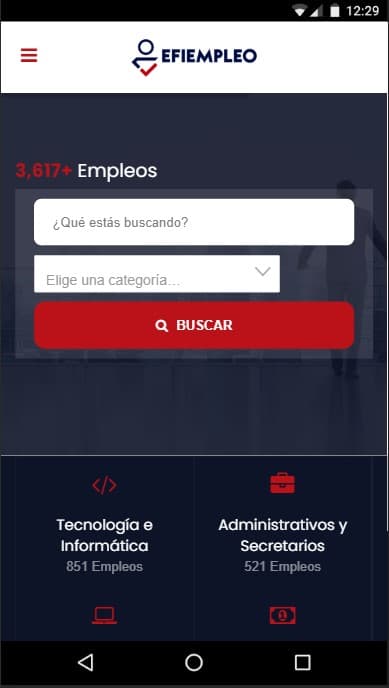 12:29
EFIEMPLEO
3,617+ Empleos
¿Qué estás buscando?
Elige una categoría...
BUSCAR
Tecnología e
Informática
851 Empleos
Administrativos y
Secretarios
521 Empleos